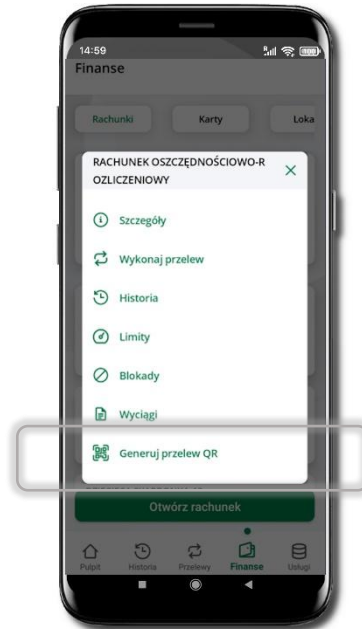 14:59
Finanse
Rachunki Karty Loka
RACHUNEK OSZCZĘDNOŚCIOWO-R
OZLICZENIOWY
Szczegóły
Wykonaj przelew
Historia
Limity
Blokady
Wyciągi
Generuj przelew QR
Otwórz rachunek
Pulpit Historia Przelewy Finanse Usługi